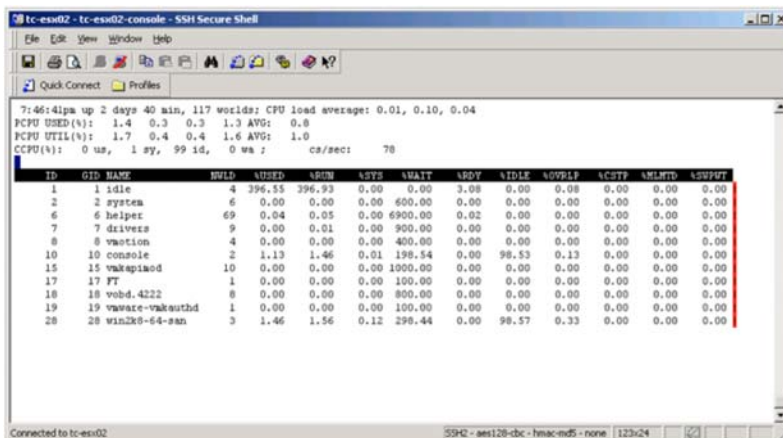 tc-esx02 - tc-esx02-console - SSH Secure Shell
File Edit View Window Help
Quick Connect Profiles
7:46:41pm up 2 days 40 min, 117 worlds; CPU load average: 0.01, 0.10, 0.04
PCPU USED(%): 1.4 0.3 0.3 1.3 AVG: 0.8
PCPU UTIL(%): 1.7 0.4 0.4 1.6 AVG: 1.0
CCPU(%): 0 us, 1 sy, 99 id, 0 wa ; cs/sec: 78
ID GID NAME NWLD %USED %RUN %SYS %WAIT %RDY %IDLE %OVRLP %CSTP %MLMTD %SWPWT
1 1 idle 4 396.55 396.93 0.00 0.00 3.08 0.00 0.08 0.00 0.00 0.00
2 2 system 6 0.00 0.00 0.00 600.00 0.00 0.00 0.00 0.00 0.00 0.00
6 6 helper 69 0.04 0.05 0.00 6900.00 0.02 0.00 0.00 0.00 0.00 0.00
7 7 drivers 9 0.00 0.01 0.00 900.00 0.00 0.00 0.00 0.00 0.00 0.00
8 8 vmotion 4 0.00 0.00 0.00 400.00 0.00 0.00 0.00 0.00 0.00 0.00
10 10 console 2 1.13 1.46 0.01 198.54 0.00 98.53 0.13 0.00 0.00 0.00
15 15 vmkapimod 10 0.00 0.00 0.00 1000.00 0.00 0.00 0.00 0.00 0.00 0.00
17 17 FT 1 0.00 0.00 0.00 100.00 0.00 0.00 0.00 0.00 0.00 0.00
18 18 vobd.4222 8 0.00 0.00 0.00 800.00 0.00 0.00 0.00 0.00 0.00 0.00
19 19 vmware-vmkauthd 1 0.00 0.00 0.00 100.00 0.00 0.00 0.00 0.00 0.00 0.00
28 28 win2k8-64-san 3 1.46 1.56 0.12 298.44 0.00 98.57 0.33 0.00 0.00 0.00
Connected to tc-esx02 SSH2 - aes128-cbc - hmac-md5 - none 123x24